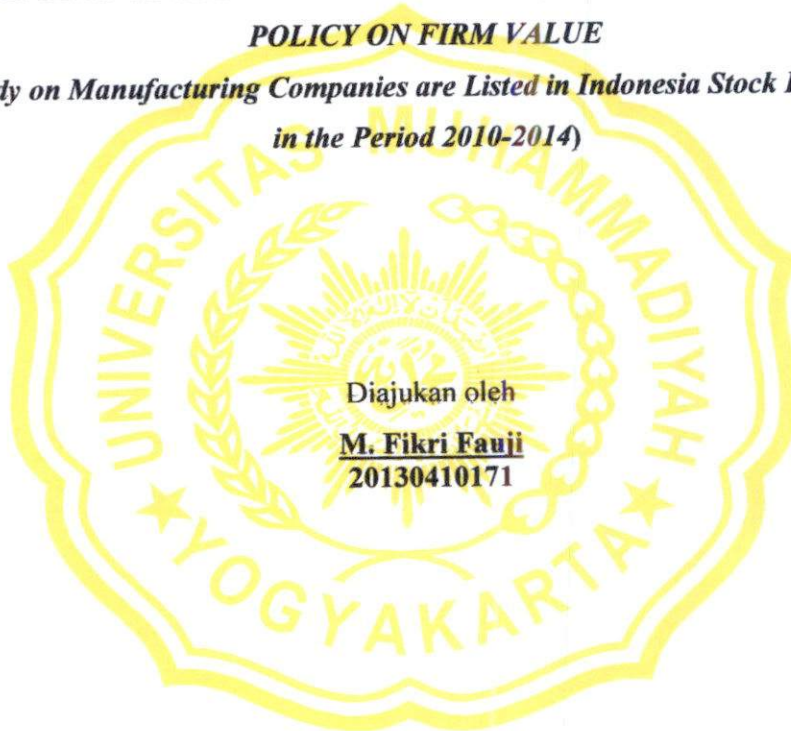 POLICY ON FIRM VALUE
dy on Manufacturing Companies are Listed in Indonesia Stock
in the Period 2010-2014)
UNIVERSITAS MUHAMMADIYAH
Diajukan oleh
M. Fikri Fauji
20130410171
★ YOGYAKARTA ★